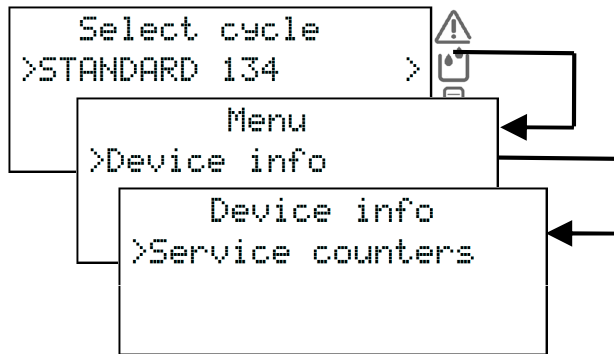 Select cycle
>STANDARD 134 >
Menu
>Device info
Device info
>Service counters